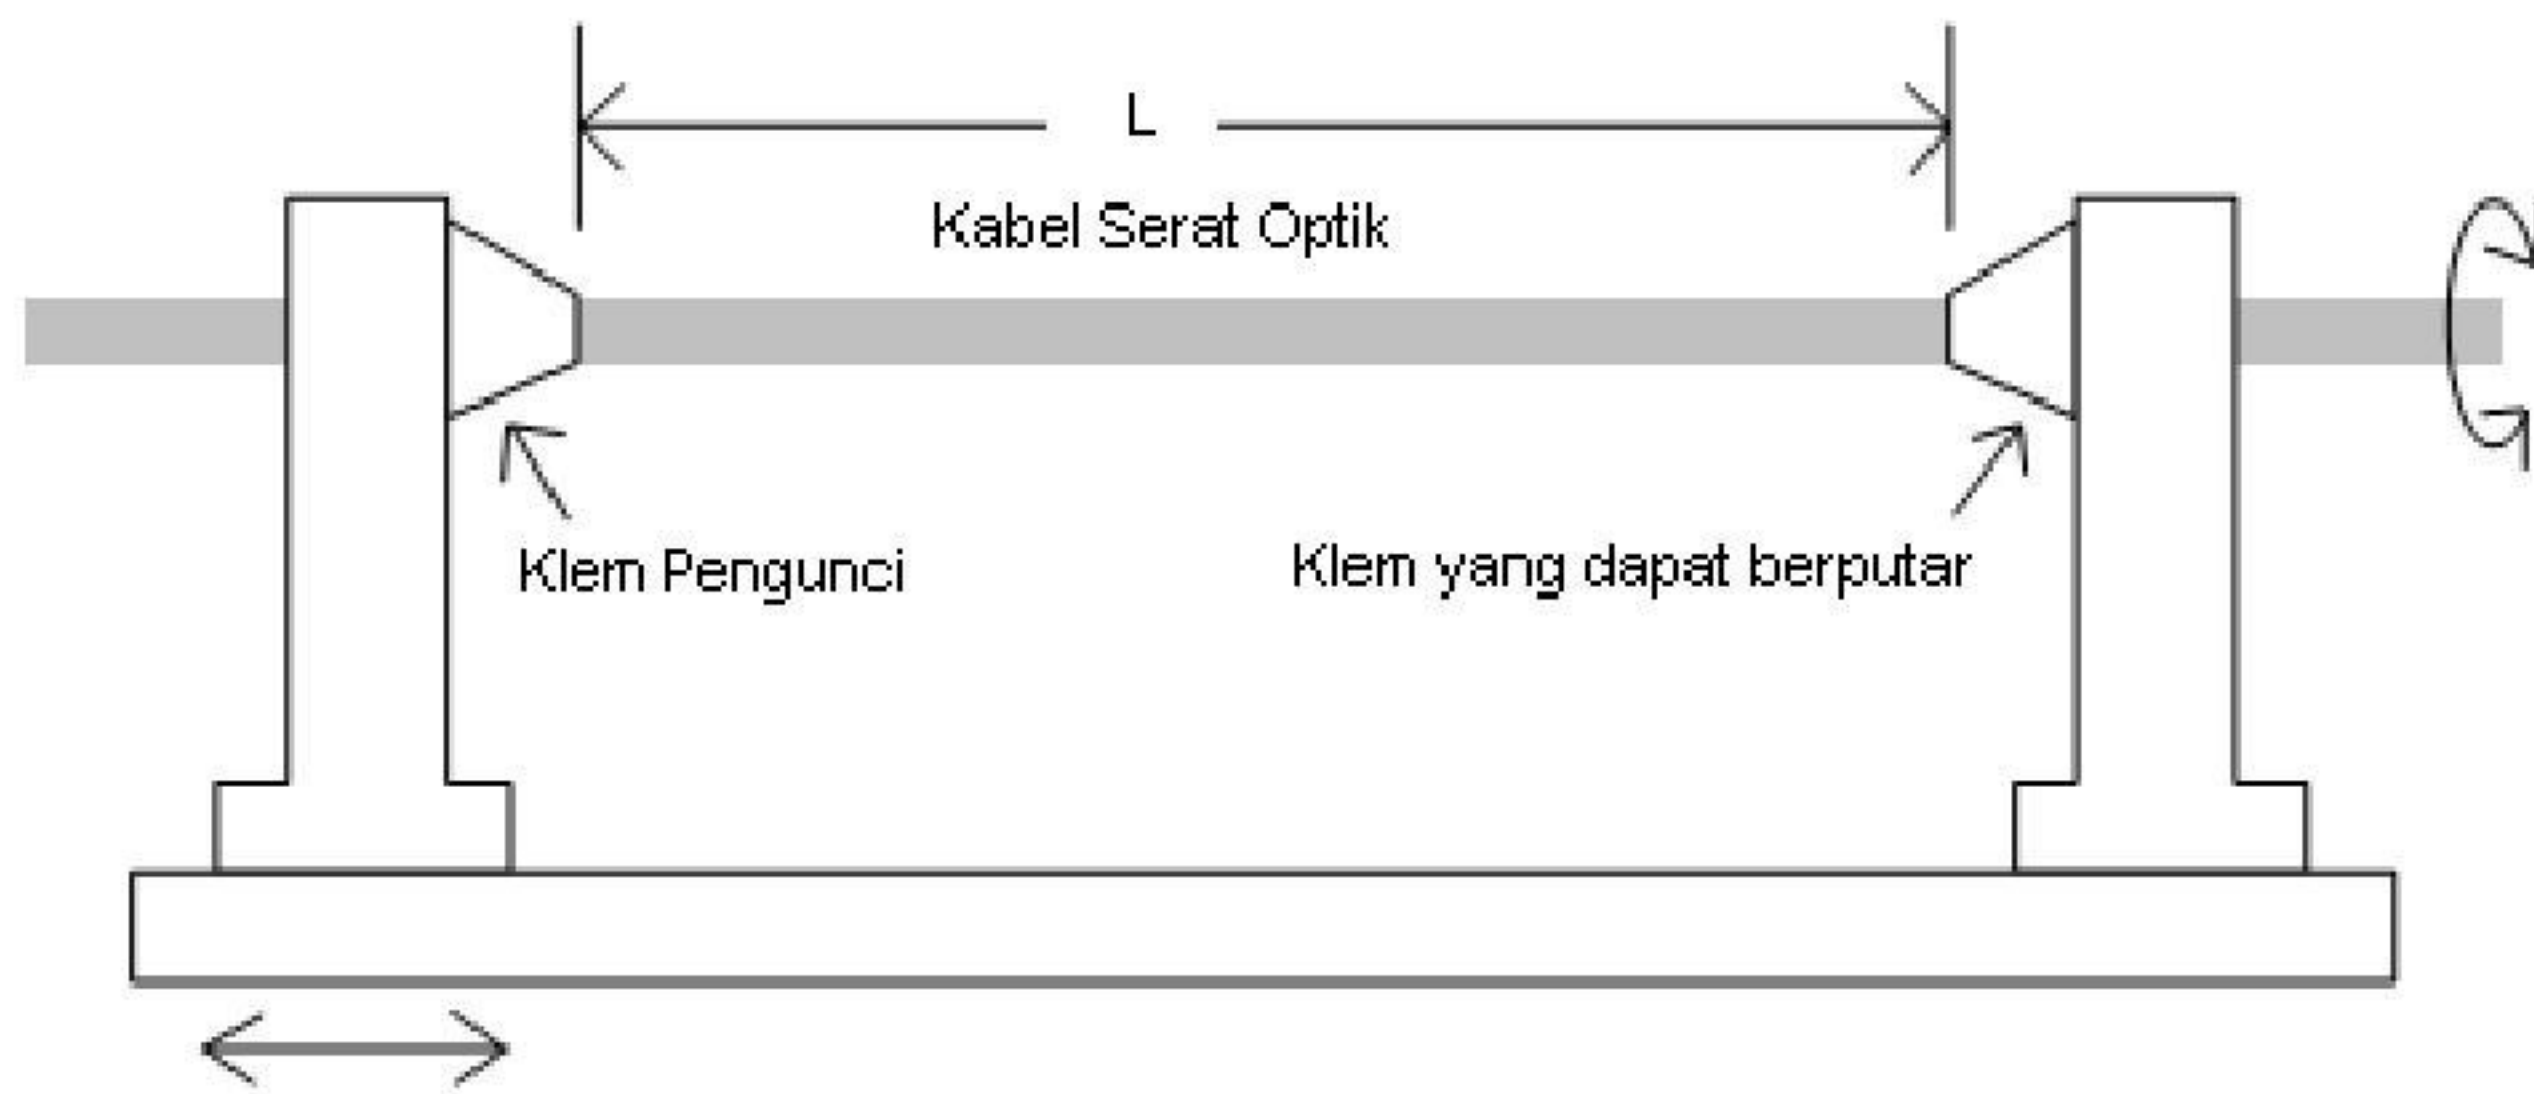 L
Kabel Serat Optik
Klem Pengunci
Klem yang dapat berputar